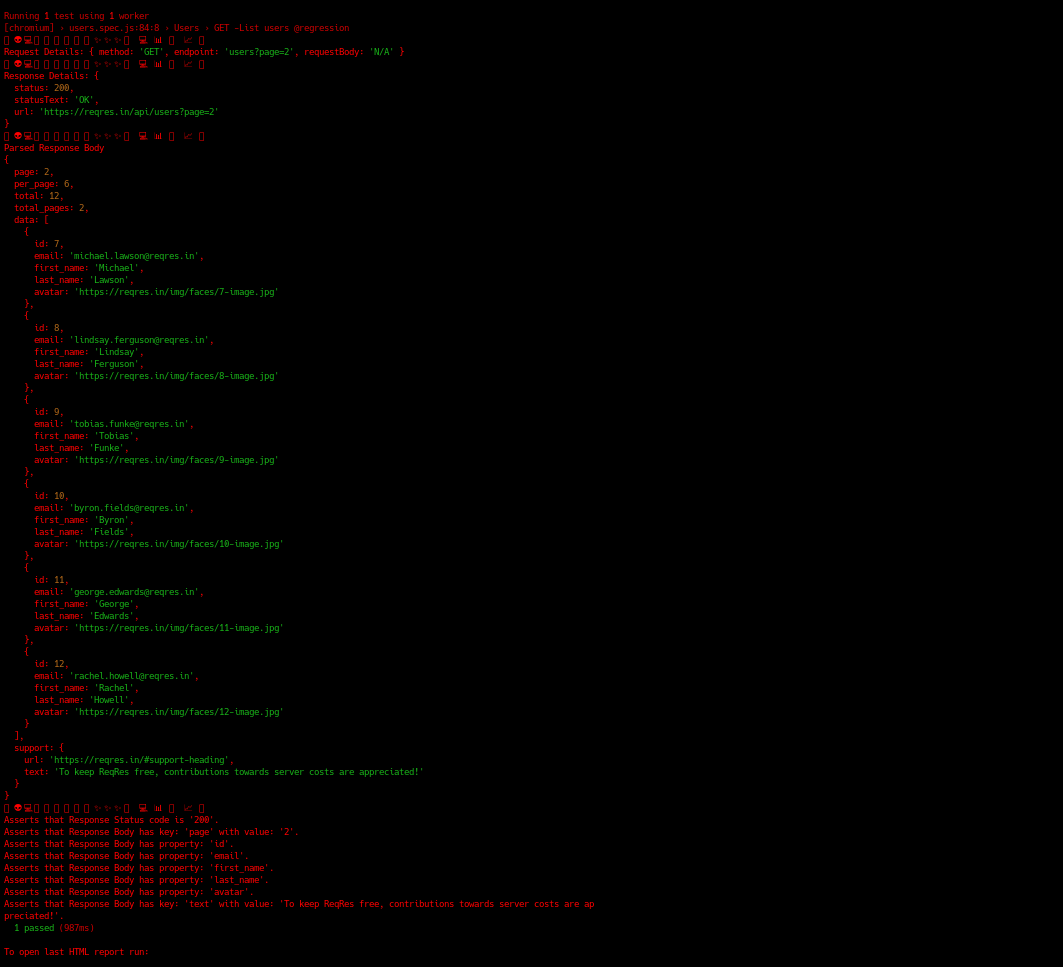 Running 1 test using 1 worker
[chromium] › users.spec.js:84:0 › Users › GET -List users @regression
Request Details: { method: 'GET', endpoint: 'users?page=2', requestBody: 'N/A' }
Response Details: {
status: 200,
statusText: 'OK',
url: 'https://reqres.in/api/users?page=2'
}
Parsed Response Body
{
page: 2,
per_page: 6,
total: 12,
total_pages: 2,
data: [
{
id: 7,
email: 'michael.lawson@reqres.in',
first_name: 'Michael',
last_name: 'Lawson',
avatar: 'https://reqres.in/img/faces/7-image.jpg'
},
{
id: 8,
email: 'lindsay.ferguson@reqres.in',
first_name: 'Lindsay',
last_name: 'Ferguson',
avatar: 'https://reqres.in/img/faces/8-image.jpg'
},
{
id: 9,
email: 'tobias.funke@reqres.in',
first_name: 'Tobias',
last_name: 'Funke',
avatar: 'https://reqres.in/img/faces/9-image.jpg'
},
{
id: 10,
email: 'byron.fields@reqres.in',
first_name: 'Byron',
last_name: 'Fields',
avatar: 'https://reqres.in/img/faces/10-image.jpg'
},
{
id: 11,
email: 'george.edwards@reqres.in',
first_name: 'George',
last_name: 'Edwards',
avatar: 'https://reqres.in/img/faces/11-image.jpg'
},
{
id: 12,
email: 'rachel.howell@reqres.in',
first_name: 'Rachel',
last_name: 'Howell',
avatar: 'https://reqres.in/img/faces/12-image.jpg'
}
],
support: {
url: 'https://reqres.in/#support-heading',
text: 'To keep ReqRes free, contributions towards server costs are appreciated!'
}
}
Asserts that Response Status code is '200'.
Asserts that Response Body has key: 'page' with value: '2'.
Asserts that Response Body has property: 'id'.
Asserts that Response Body has property: 'email'.
Asserts that Response Body has property: 'first_name'.
Asserts that Response Body has property: 'last_name'.
Asserts that Response Body has property: 'avatar'.
Asserts that Response Body has key: 'text' with value: 'To keep ReqRes free, contributions towards server costs are ap
preciated!'.
1 passed (967ms)
To open last HTML report run: